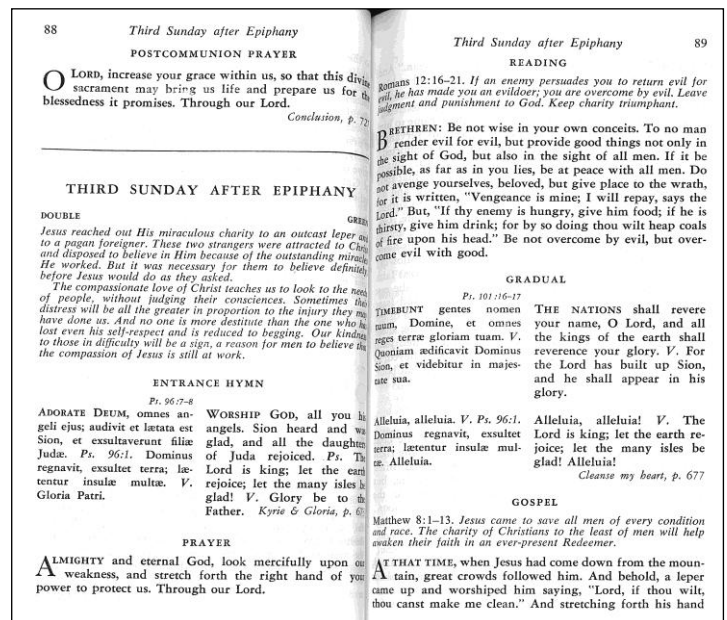 88 Third Sunday after Epiphany
POSTCOMMUNION PRAYER
O LORD, increase your grace within us, so that this divine
sacrament may bring us life and prepare us for the
blessedness it promises. Through our Lord.
Conclusion, p. 72
THIRD SUNDAY AFTER EPIPHANY
DOUBLE GREEN
Jesus reached out His miraculous charity to an outcast leper and
to a pagan foreigner. These two strangers were attracted to Christ
and disposed to believe in Him because of the outstanding miracles
He worked. But it was necessary for them to believe definitely
before Jesus would do as they asked.
The compassionate love of Christ teaches us to look to the needs
of people, without judging their consciences. Sometimes their
distress will be all the greater in proportion to the injury they may
have done us. And no one is more destitute than the one who has
lost even his self-respect and is reduced to begging. Our kindness
to those in difficulty will be a sign, a reason for men to believe that
the compassion of Jesus is still at work.
ENTRANCE HYMN
Ps. 96:7-8
ADORATE DEUM, omnes an-
geli ejus; audivit et lætata est
Sion, et exsultaverunt filiæ
Judæ. Ps. 96:1. Dominus
regnavit, exsultet terra; læ-
tentur insulæ multæ. V.
Gloria Patri.
WORSHIP GOD, all you his
angels. Sion heard and was
glad, and all the daughters
of Juda rejoiced. Ps. The
Lord is king; let the earth
rejoice; let the many isles be
glad! V. Glory be to the
Father. Kyrie & Gloria, p. 67
PRAYER
ALMIGHTY and eternal God, look mercifully upon our
weakness, and stretch forth the right hand of your
power to protect us. Through our Lord.
Third Sunday after Epiphany 89
READING
Romans 12:16-21. If an enemy persuades you to return evil for
evil, he has made you an evildoer; you are overcome by evil. Leave
judgment and punishment to God. Keep charity triumphant.
BRETHREN: Be not wise in your own conceits. To no man
render evil for evil, but provide good things not only in
the sight of God, but also in the sight of all men. If it be
possible, as far as in you lies, be at peace with all men. Do
not avenge yourselves, beloved, but give place to the wrath,
for it is written, "Vengeance is mine; I will repay, says the
Lord." But, "If thy enemy is hungry, give him food; if he is
thirsty, give him drink; for by so doing thou wilt heap coals
of fire upon his head." Be not overcome by evil, but over-
come evil with good.
GRADUAL
Ps. 101:16-17
TIMEBUNT gentes nomen
tuum, Domine, et omnes
reges terræ gloriam tuam. V.
Quoniam ædificavit Dominus
Sion, et videbitur in majes-
tate sua.
THE NATIONS shall revere
your name, O Lord, and all
the kings of the earth shall
reverence your glory. V. For
the Lord has built up Sion,
and he shall appear in his
glory.
Alleluia, alleluia. V. Ps. 96:1.
Dominus regnavit, exsultet
terra; lætentur insulæ mul-
tæ. Alleluia.
Alleluia, alleluia! V. The
Lord is king; let the earth re-
joice; let the many isles be
glad! Alleluia!
Cleanse my heart, p. 677
GOSPEL
Matthew 8:1-13. Jesus came to save all men of every condition
and race. The charity of Christians to the least of men will help
awaken their faith in an ever-present Redeemer.
AT THAT TIME, when Jesus had come down from the moun-
tain, great crowds followed him. And behold, a leper
came up and worshiped him saying, "Lord, if thou wilt,
thou canst make me clean." And stretching forth his hand